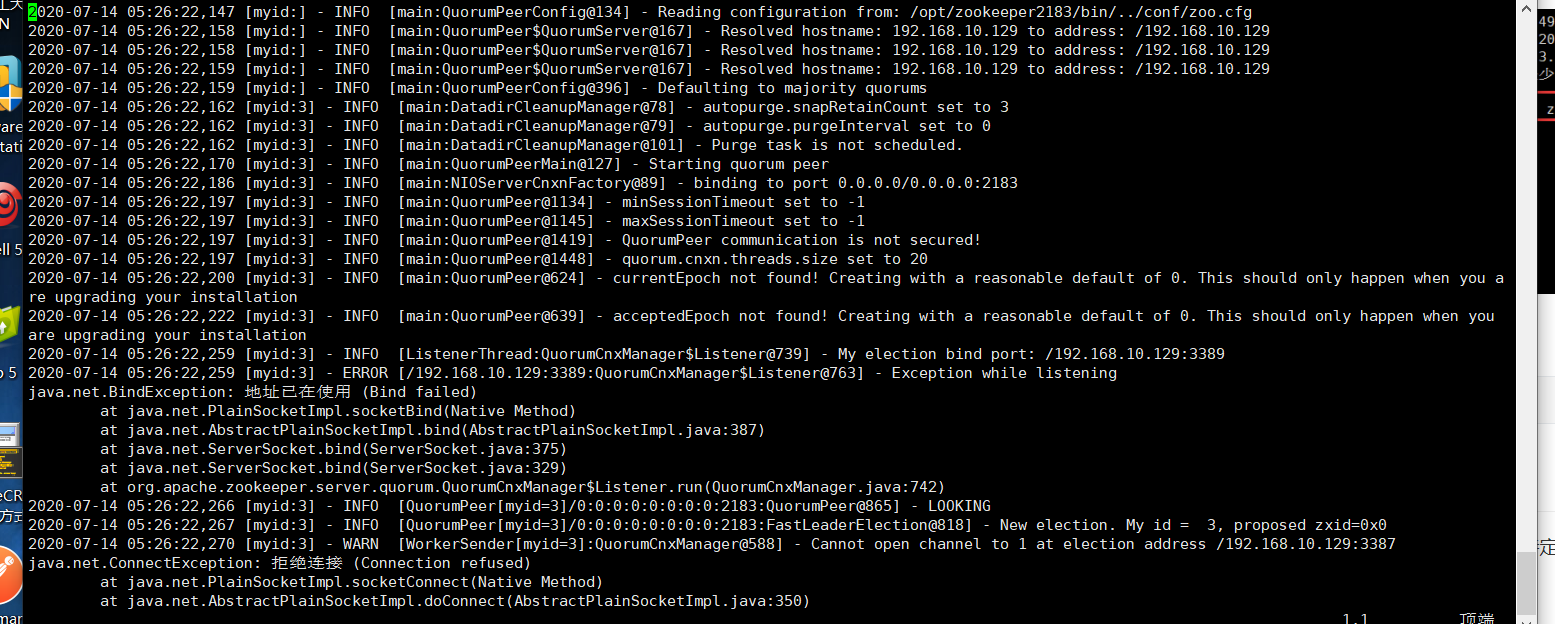 2020-07-14 05:26:22,147 [myid:] - INFO  [main:QuorumPeerConfig@134] - Reading configuration from: /opt/zookeeper2183/bin/../conf/zoo.cfg
2020-07-14 05:26:22,158 [myid:] - INFO  [main:QuorumPeer$QuorumServer@167] - Resolved hostname: 192.168.10.129 to address: /192.168.10.129
2020-07-14 05:26:22,158 [myid:] - INFO  [main:QuorumPeer$QuorumServer@167] - Resolved hostname: 192.168.10.129 to address: /192.168.10.129
2020-07-14 05:26:22,159 [myid:] - INFO  [main:QuorumPeer$QuorumServer@167] - Resolved hostname: 192.168.10.129 to address: /192.168.10.129
2020-07-14 05:26:22,159 [myid:] - INFO  [main:QuorumPeerConfig@396] - Defaulting to majority quorums
2020-07-14 05:26:22,162 [myid:3] - INFO  [main:DatadirCleanupManager@78] - autopurge.snapRetainCount set to 3
2020-07-14 05:26:22,162 [myid:3] - INFO  [main:DatadirCleanupManager@79] - autopurge.purgeInterval set to 0
2020-07-14 05:26:22,162 [myid:3] - INFO  [main:DatadirCleanupManager@101] - Purge task is not scheduled.
2020-07-14 05:26:22,170 [myid:3] - INFO  [main:QuorumPeerMain@127] - Starting quorum peer
2020-07-14 05:26:22,186 [myid:3] - INFO  [main:NIOServerCnxnFactory@89] - binding to port 0.0.0.0/0.0.0.0:2183
2020-07-14 05:26:22,197 [myid:3] - INFO  [main:QuorumPeer@1134] - minSessionTimeout set to -1
2020-07-14 05:26:22,197 [myid:3] - INFO  [main:QuorumPeer@1145] - maxSessionTimeout set to -1
2020-07-14 05:26:22,197 [myid:3] - INFO  [main:QuorumPeer@1419] - QuorumPeer communication is not secured!
2020-07-14 05:26:22,197 [myid:3] - INFO  [main:QuorumPeer@1448] - quorum.cnxn.threads.size set to 20
2020-07-14 05:26:22,200 [myid:3] - INFO  [main:QuorumPeer@624] - currentEpoch not found! Creating with a reasonable default of 0. This should only happen when you a
re upgrading your installation
2020-07-14 05:26:22,222 [myid:3] - INFO  [main:QuorumPeer@639] - acceptedEpoch not found! Creating with a reasonable default of 0. This should only happen when you
are upgrading your installation
2020-07-14 05:26:22,259 [myid:3] - INFO  [ListenerThread:QuorumCnxManager$Listener@739] - My election bind port: /192.168.10.129:3389
2020-07-14 05:26:22,259 [myid:3] - ERROR [/192.168.10.129:3389:QuorumCnxManager$Listener@763] - Exception while listening
java.net.BindException: 地址已在使用 (Bind failed)
        at java.net.PlainSocketImpl.socketBind(Native Method)
        at java.net.AbstractPlainSocketImpl.bind(AbstractPlainSocketImpl.java:387)
        at java.net.ServerSocket.bind(ServerSocket.java:375)
        at java.net.ServerSocket.bind(ServerSocket.java:329)
        at org.apache.zookeeper.server.quorum.QuorumCnxManager$Listener.run(QuorumCnxManager.java:742)
2020-07-14 05:26:22,266 [myid:3] - INFO  [QuorumPeer[myid=3]/0:0:0:0:0:0:0:0:2183:QuorumPeer@865] - LOOKING
2020-07-14 05:26:22,267 [myid:3] - INFO  [QuorumPeer[myid=3]/0:0:0:0:0:0:0:0:2183:FastLeaderElection@818] - New election. My id =  3, proposed zxid=0x0
2020-07-14 05:26:22,270 [myid:3] - WARN  [WorkerSender[myid=3]:QuorumCnxManager@588] - Cannot open channel to 1 at election address /192.168.10.129:3387
java.net.ConnectException: 拒绝连接 (Connection refused)
        at java.net.PlainSocketImpl.socketConnect(Native Method)
        at java.net.AbstractPlainSocketImpl.doConnect(AbstractPlainSocketImpl.java:350)
1,1 顶端